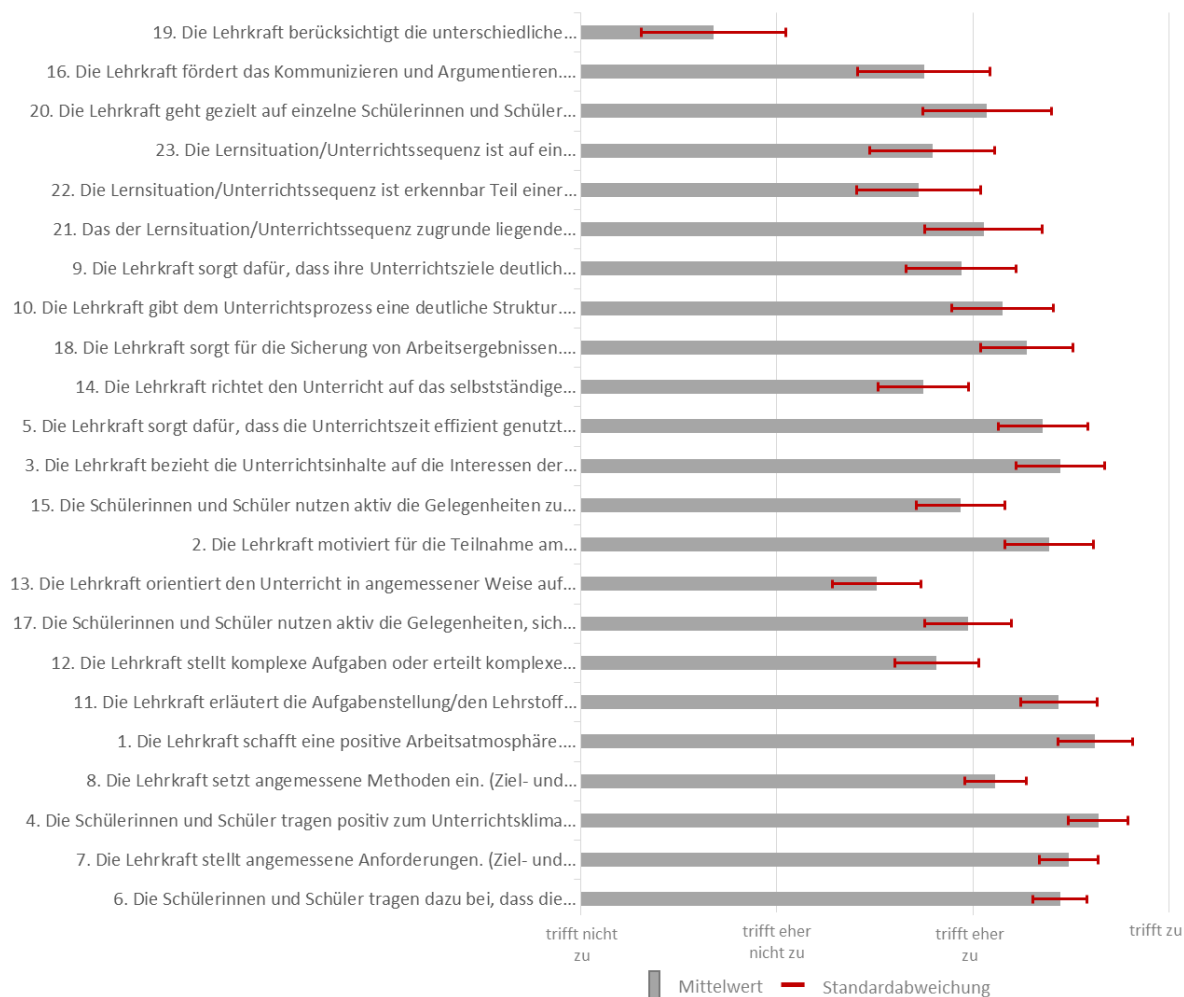 19. Die Lehrkraft berücksichtigt die unterschiedliche...
16. Die Lehrkraft fördert das Kommunizieren und Argumentieren....
20. Die Lehrkraft geht gezielt auf einzelne Schülerinnen und Schüler...
23. Die Lernsituation/Unterrichtssequenz ist auf ein...
22. Die Lernsituation/Unterrichtssequenz ist erkennbar Teil einer...
21. Das der Lernsituation/Unterrichtssequenz zugrunde liegende...
9. Die Lehrkraft sorgt dafür, dass ihre Unterrichtsziele deutlich...
10. Die Lehrkraft gibt dem Unterrichtsprozess eine deutliche Struktur....
18. Die Lehrkraft sorgt für die Sicherung von Arbeitsergebnissen....
14. Die Lehrkraft richtet den Unterricht auf das selbstständige...
5. Die Lehrkraft sorgt dafür, dass die Unterrichtszeit effizient genutzt...
3. Die Lehrkraft bezieht die Unterrichtsinhalte auf die Interessen der...
15. Die Schülerinnen und Schüler nutzen aktiv die Gelegenheiten zu...
2. Die Lehrkraft motiviert für die Teilnahme am...
13. Die Lehrkraft orientiert den Unterricht in angemessener Weise auf...
17. Die Schülerinnen und Schüler nutzen aktiv die Gelegenheiten, sich...
12. Die Lehrkraft stellt komplexe Aufgaben oder erteilt komplexe...
11. Die Lehrkraft erläutert die Aufgabenstellung/den Lehrstoff...
1. Die Lehrkraft schafft eine positive Arbeitsatmosphäre....
8. Die Lehrkraft setzt angemessene Methoden ein. (Ziel- und...
4. Die Schülerinnen und Schüler tragen positiv zum Unterrichtsklima...
7. Die Lehrkraft stellt angemessene Anforderungen. (Ziel- und...
6. Die Schülerinnen und Schüler tragen dazu bei, dass die...
trifft nicht
zu
trifft eher
nicht zu
trifft eher
zu
trifft zu
Mittelwert
Standardabweichung